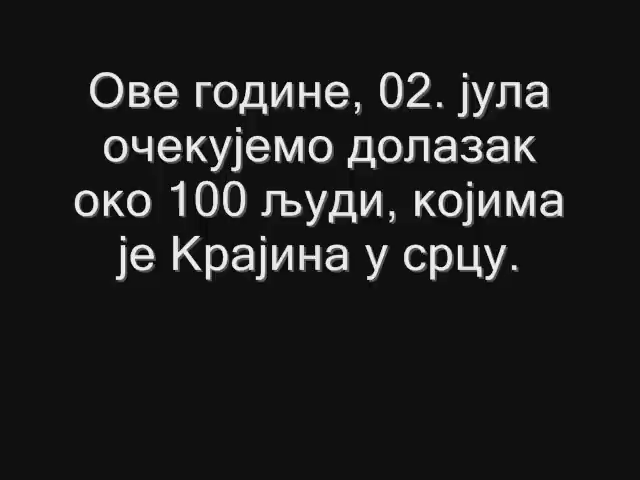 Ове године, 02. јула
очекујемо долазак
око 100 људи, којима
је Крајина у срцу.